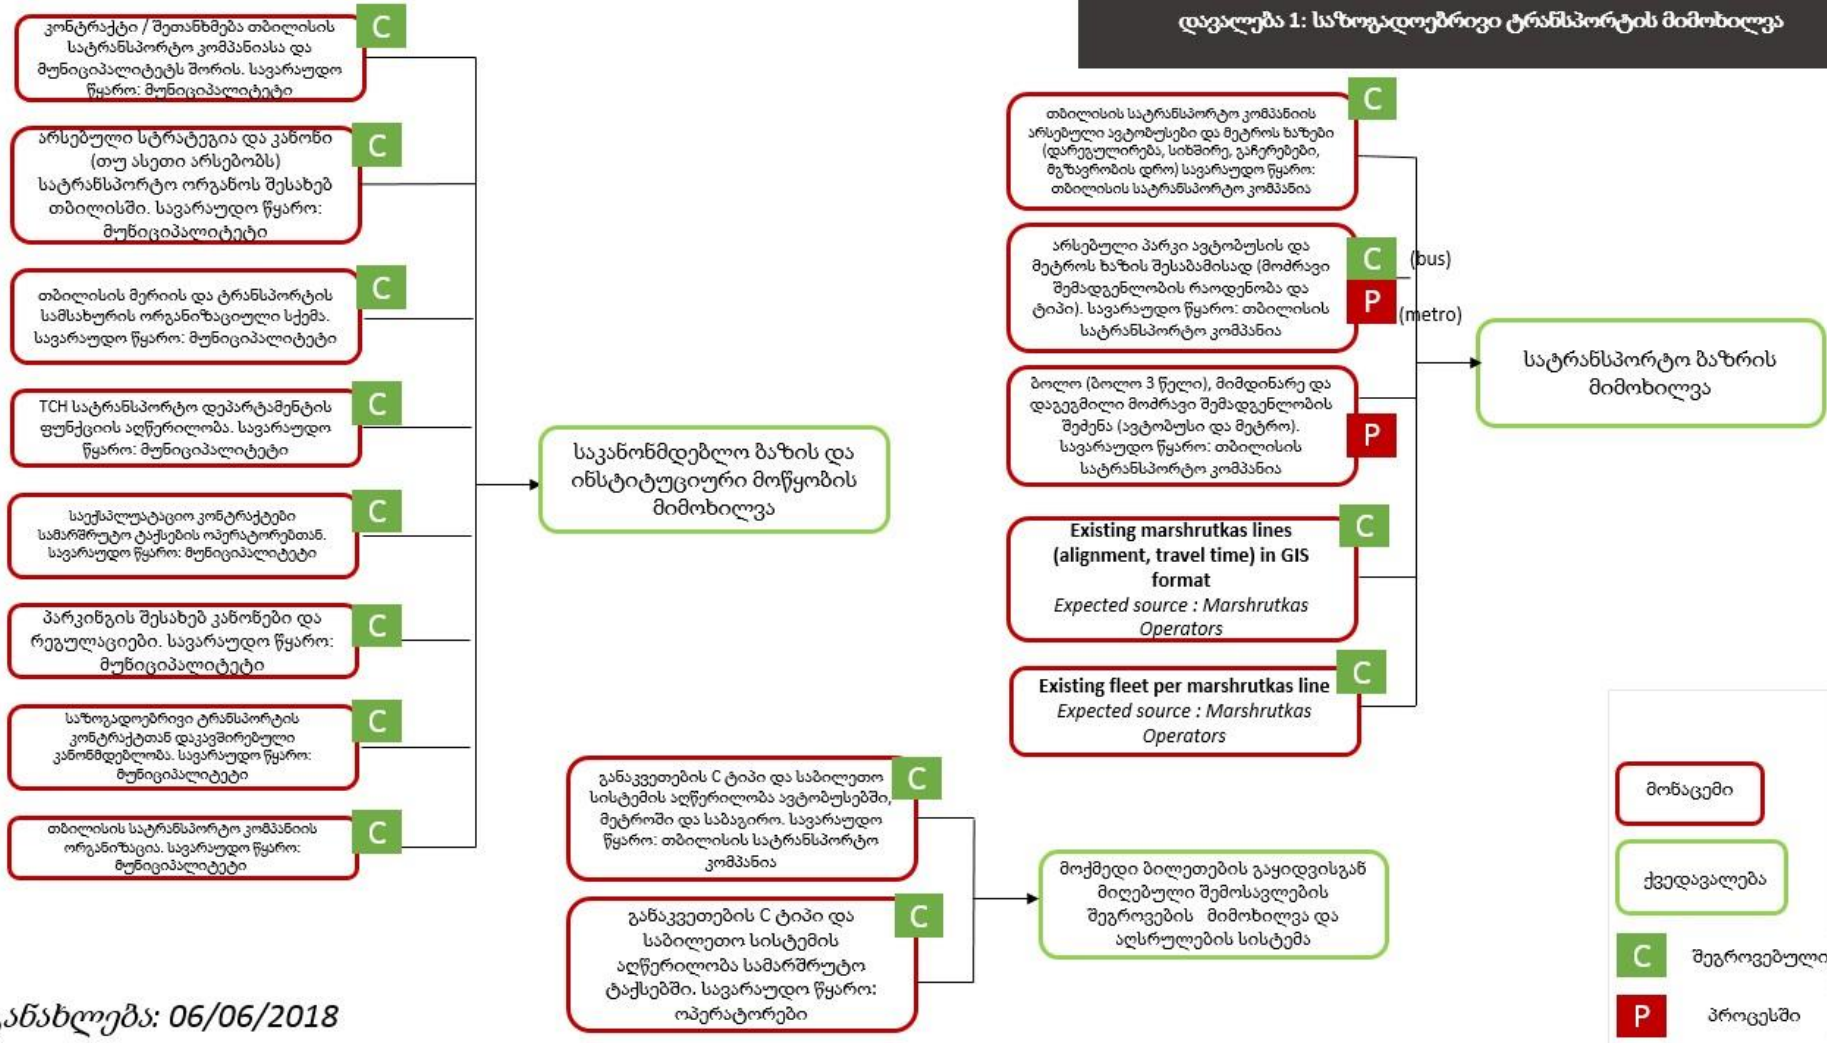 დავალება 1: საზოგადოებრივი ტრანსპორტის მიმოხილვა
კონტრაქტი / შეთანხმება თბილისის
სატრანსპორტო კომპანიასა და
მუნიციპალიტეტს შორის. სავარაუდო
წყარო: მუნიციპალიტეტი
C
არსებული სტრატეგია და კანონი
(თუ ასეთი არსებობს)
სატრანსპორტო ორგანოს შესახებ
თბილისში. სავარაუდო წყარო:
მუნიციპალიტეტი
C
თბილისის მერიის და ტრანსპორტის
სამსახურის ორგანიზაციული სქემა.
სავარაუდო წყარო: მუნიციპალიტეტი
C
TCH სატრანსპორტო დეპარტამენტის
ფუნქციის აღწერილობა. სავარაუდო
წყარო: მუნიციპალიტეტი
C
საექსპლუატაციო კონტრაქტები
სამარშრუტო ტაქსების ოპერატორებთან.
სავარაუდო წყარო: მუნიციპალიტეტი
C
პარკინგის შესახებ კანონები და
რეგულაციები. სავარაუდო წყარო:
მუნიციპალიტეტი
C
საზოგადოებრივი ტრანსპორტის
კონტრაქტთან დაკავშირებული
კანონმდებლობა. სავარაუდო წყარო:
მუნიციპალიტეტი
C
თბილისის სატრანსპორტო კომპანიის
ორგანიზაცია. სავარაუდო წყარო:
მუნიციპალიტეტი
C
საკანონმდებლო ბაზის და
ინსტიტუციური მოწყობის
მიმოხილვა
თბილისის სატრანსპორტო კომპანიის
არსებული ავტობუსები და მეტროს ხაზები
(დარეგულირება, სიხშირე, გაჩერებები,
მგზავრობის დრო) სავარაუდო წყარო:
თბილისის სატრანსპორტო კომპანია
C
არსებული პარკი ავტობუსის და
მეტროს ხაზის შესაბამისად (მოძრავი
შემადგენლობის რაოდენობა და
ტიპი). სავარაუდო წყარო: თბილისის
სატრანსპორტო კომპანია
C (bus)
P (metro)
ბოლო (ბოლო 3 წელი), მიმდინარე და
დაგეგმილი მოძრავი შემადგენლობის
შეძენა (ავტობუსი და მეტრო).
სავარაუდო წყარო: თბილისის
სატრანსპორტო კომპანია
P
Existing marshrutkas lines
(alignment, travel time) in GIS
format
Expected source : Marshrutkas
Operators
C
Existing fleet per marshrutkas line
Expected source : Marshrutkas
Operators
C
სატრანსპორტო ბაზრის
მიმოხილვა
განაკვეთების C ტიპი და საბილეთო
სისტემის აღწერილობა ავტობუსებში,
მეტროში და საბაგირო. სავარაუდო
წყარო: თბილისის სატრანსპორტო
კომპანია
C
განაკვეთების C ტიპი და
საბილეთო სისტემის
აღწერილობა სამარშრუტო
ტაქსებში. სავარაუდო წყარო:
ოპერატორები
C
მოქმედი ბილეთების გაყიდვისგან
მიღებული შემოსავლების
შეგროვების მიმოხილვა და
აღსრულების სისტემა
მონაცემი
ქვედავალება
C შეგროვებული
P პროცესში
განახლება: 06/06/2018